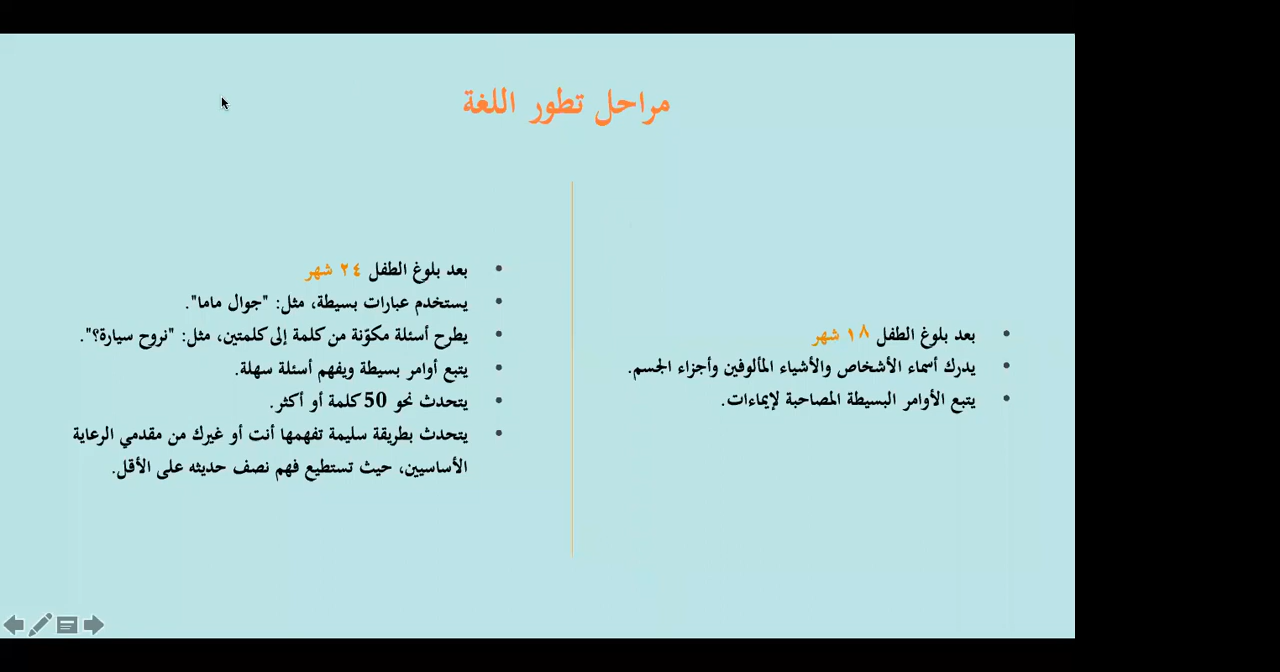 مراحل تطور اللغة
بعد بلوغ الطفل ١٨ شهر
يدرك أسماء الأشخاص والأشياء المألوفين وأجزاء الجسم.
يتبع الأوامر البسيطة المصاحبة لإيماءات.
بعد بلوغ الطفل ٢٤ شهر
يستخدم عبارات بسيطة، مثل: "جوال ماما".
يطرح أسئلة مكوّنة من كلمة إلى كلمتين، مثل: "نروح سيارة؟".
يتبع أوامر بسيطة ويفهم أسئلة سهلة.
يتحدث نحو 50 كلمة أو أكثر.
يتحدث بطريقة سليمة تفهمها أنت أو غيرك من مقدمي الرعاية
الأساسيين، حيث تستطيع فهم نصف حديثه على الأقل.